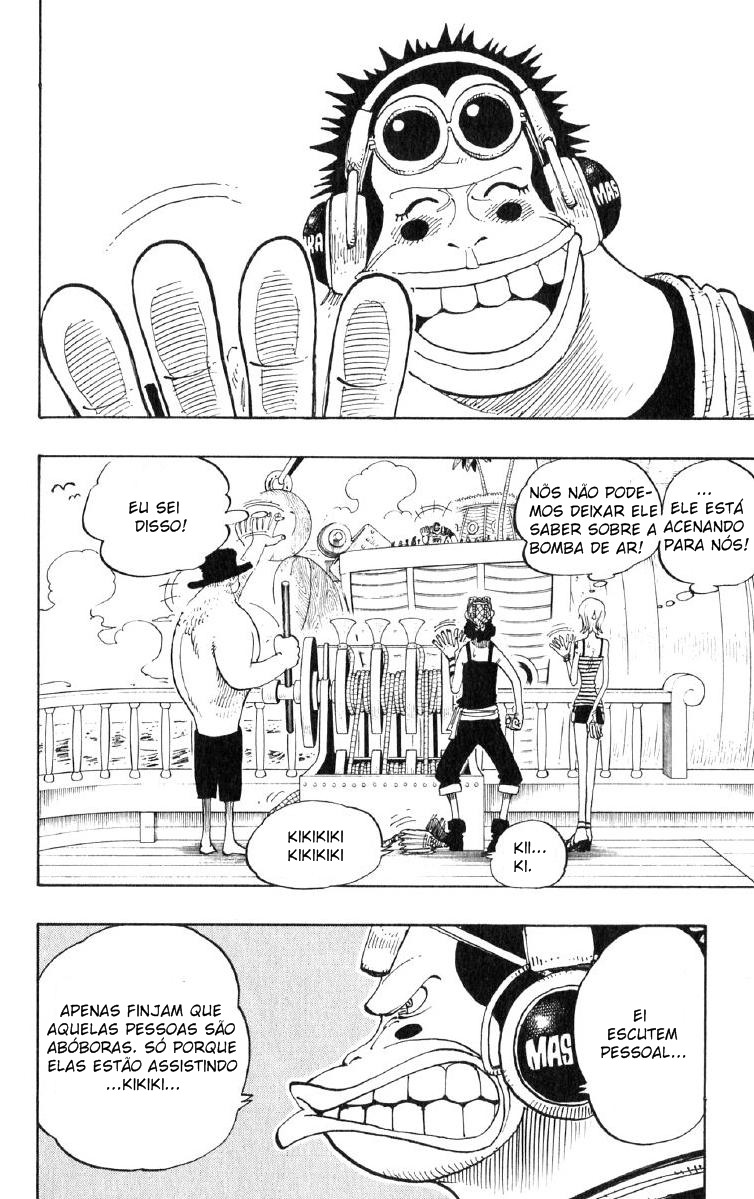 MAS
...
ELE ESTÁ
ACENANDO
PARA NÓS!
NÕS NÃO PODE-
MOS DEIXAR ELE
SABER SOBRE A
BOMBA DE AR!
EU SEI
DISSO!
KII...
KI.
KIKIKIKI
KIKIKIKI
EI
ESCUTEM
PESSOAL...
MAS
APENAS FINJAM QUE
AQUELAS PESSOAS SÃO
ABÓBORAS. SÓ PORQUE
ELAS ESTÃO ASSISTINDO
...KIKIKI...